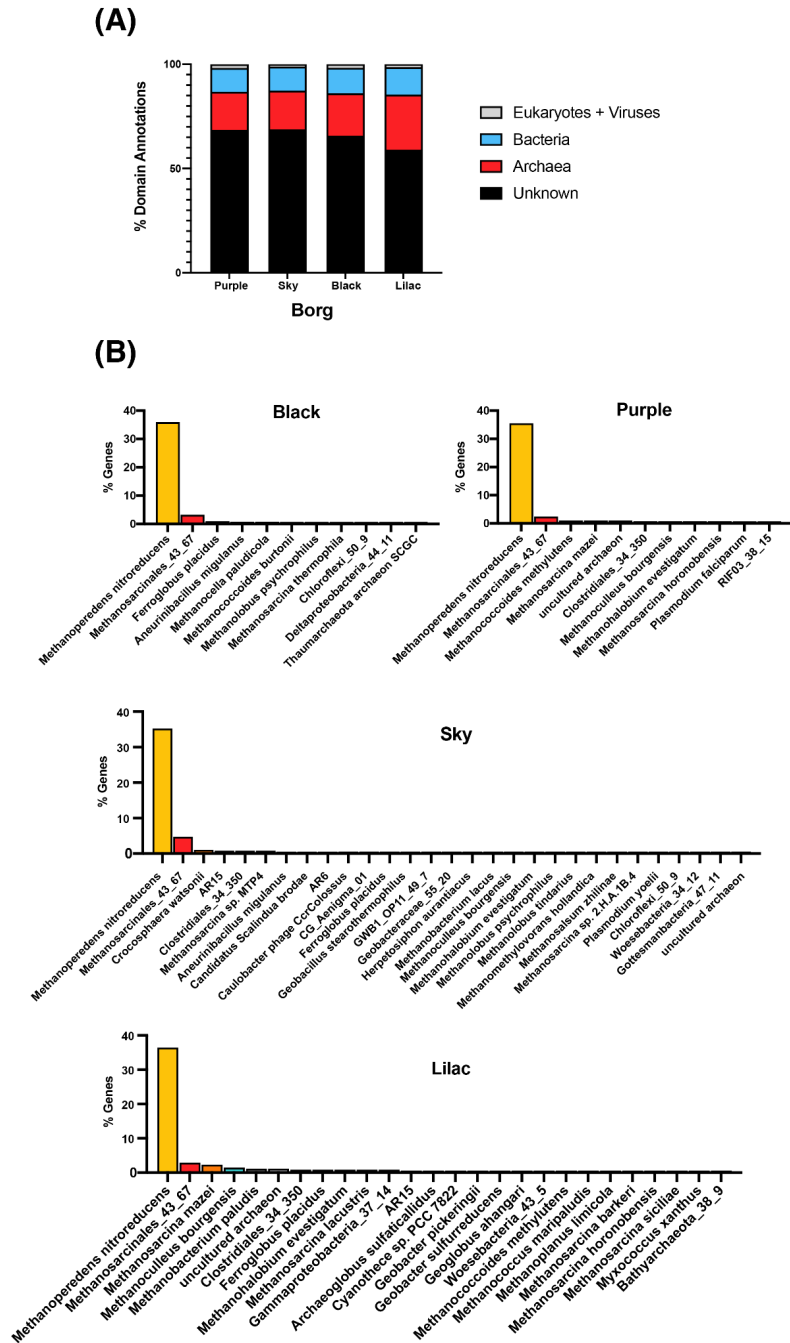 (A)
100
50
0
% Domain Annotations
Purple
Sky
Black
Lilac
Borg
Eukaryotes + Viruses
Bacteria
Archaea
Unknown
(B)
Black
40
30
20
10
0
% Genes
Methanoperedens nitroreducens
Methanosarcinales_43_67
Ferroglobus placidus
Aneurinibacillus migulanus
Methanocella paludicola
Methanococcoides burtonii
Methanolobus psychrophilus
Methanosarcina thermophila
Chloroflexi_50_9
Deltaproteobacteria_44_11
Thaumarchaeota archaeon SCGC
Purple
40
30
20
10
0
% Genes
Methanoperedens nitroreducens
Methanosarcinales_43_67
Methanococcoides methylutens
Methanosarcina mazei
uncultured archaeon
Clostridiales_34_350
Methanoculleus bourgensis
Methanohalobium evestigatum
Methanosarcina horonobensis
Plasmodium falciparum
RIF03_38_15
Sky
40
30
20
10
0
% Genes
Methanoperedens nitroreducens
Methanosarcinales_43_67
Crocosphaera watsonii
AR15
Clostridiales_34_350
Methanosarcina sp. MTP4
Aneurinibacillus migulanus
Candidatus Scalindua brodae
AR6
Caulobacter phage CcrColossus
CG_Aenigma_01
Ferroglobus placidus
Geobacillus stearothermophilus
GWB1_OP11_49_7
Geobacteraceae_55_20
Herpetosiphon aurantiacus
Methanobacterium lacus
Methanoculleus bourgensis
Methanohalobium evestigatum
Methanolobus psychrophilus
Methanolobus tindarius
Methanomethylovorans hollandica
Methanosalsum zhilinae
Methanosarcina sp 2.H.A.1B.4
Plasmodium yoelii
Chloroflexi_50_9
Woesebacteria_34_12
Gottesmanbacteria_47_11
uncultured archaeon
Lilac
40
30
20
10
0
% Genes
Methanoperedens nitroreducens
Methanosarcinales_43_67
Methanosarcina mazei
Methanoculleus bourgensis
Methanobacterium paludis
uncultured archaeon
Clostridiales_34_350
Ferroglobus placidus
Methanohalobium evestigatum
Methanosarcina lacustris
Gammaproteobacteria_37_14
AR15
Archaeoglobus sulfaticallidus
Cyanothece sp. PCC 7822
Geobacter pickeringii
Geobacter sulfurreducens
Geoglobus ahangari
Woesebacteria_43_5
Methanococcoides methylutens
Methanococcus maripaludis
Methanoplanus limicola
Methanosarcina barkeri
Methanosarcina horonobensis
Methanosarcina siciliae
Myxococcus xanthus
Bathyarchaeota_38_9